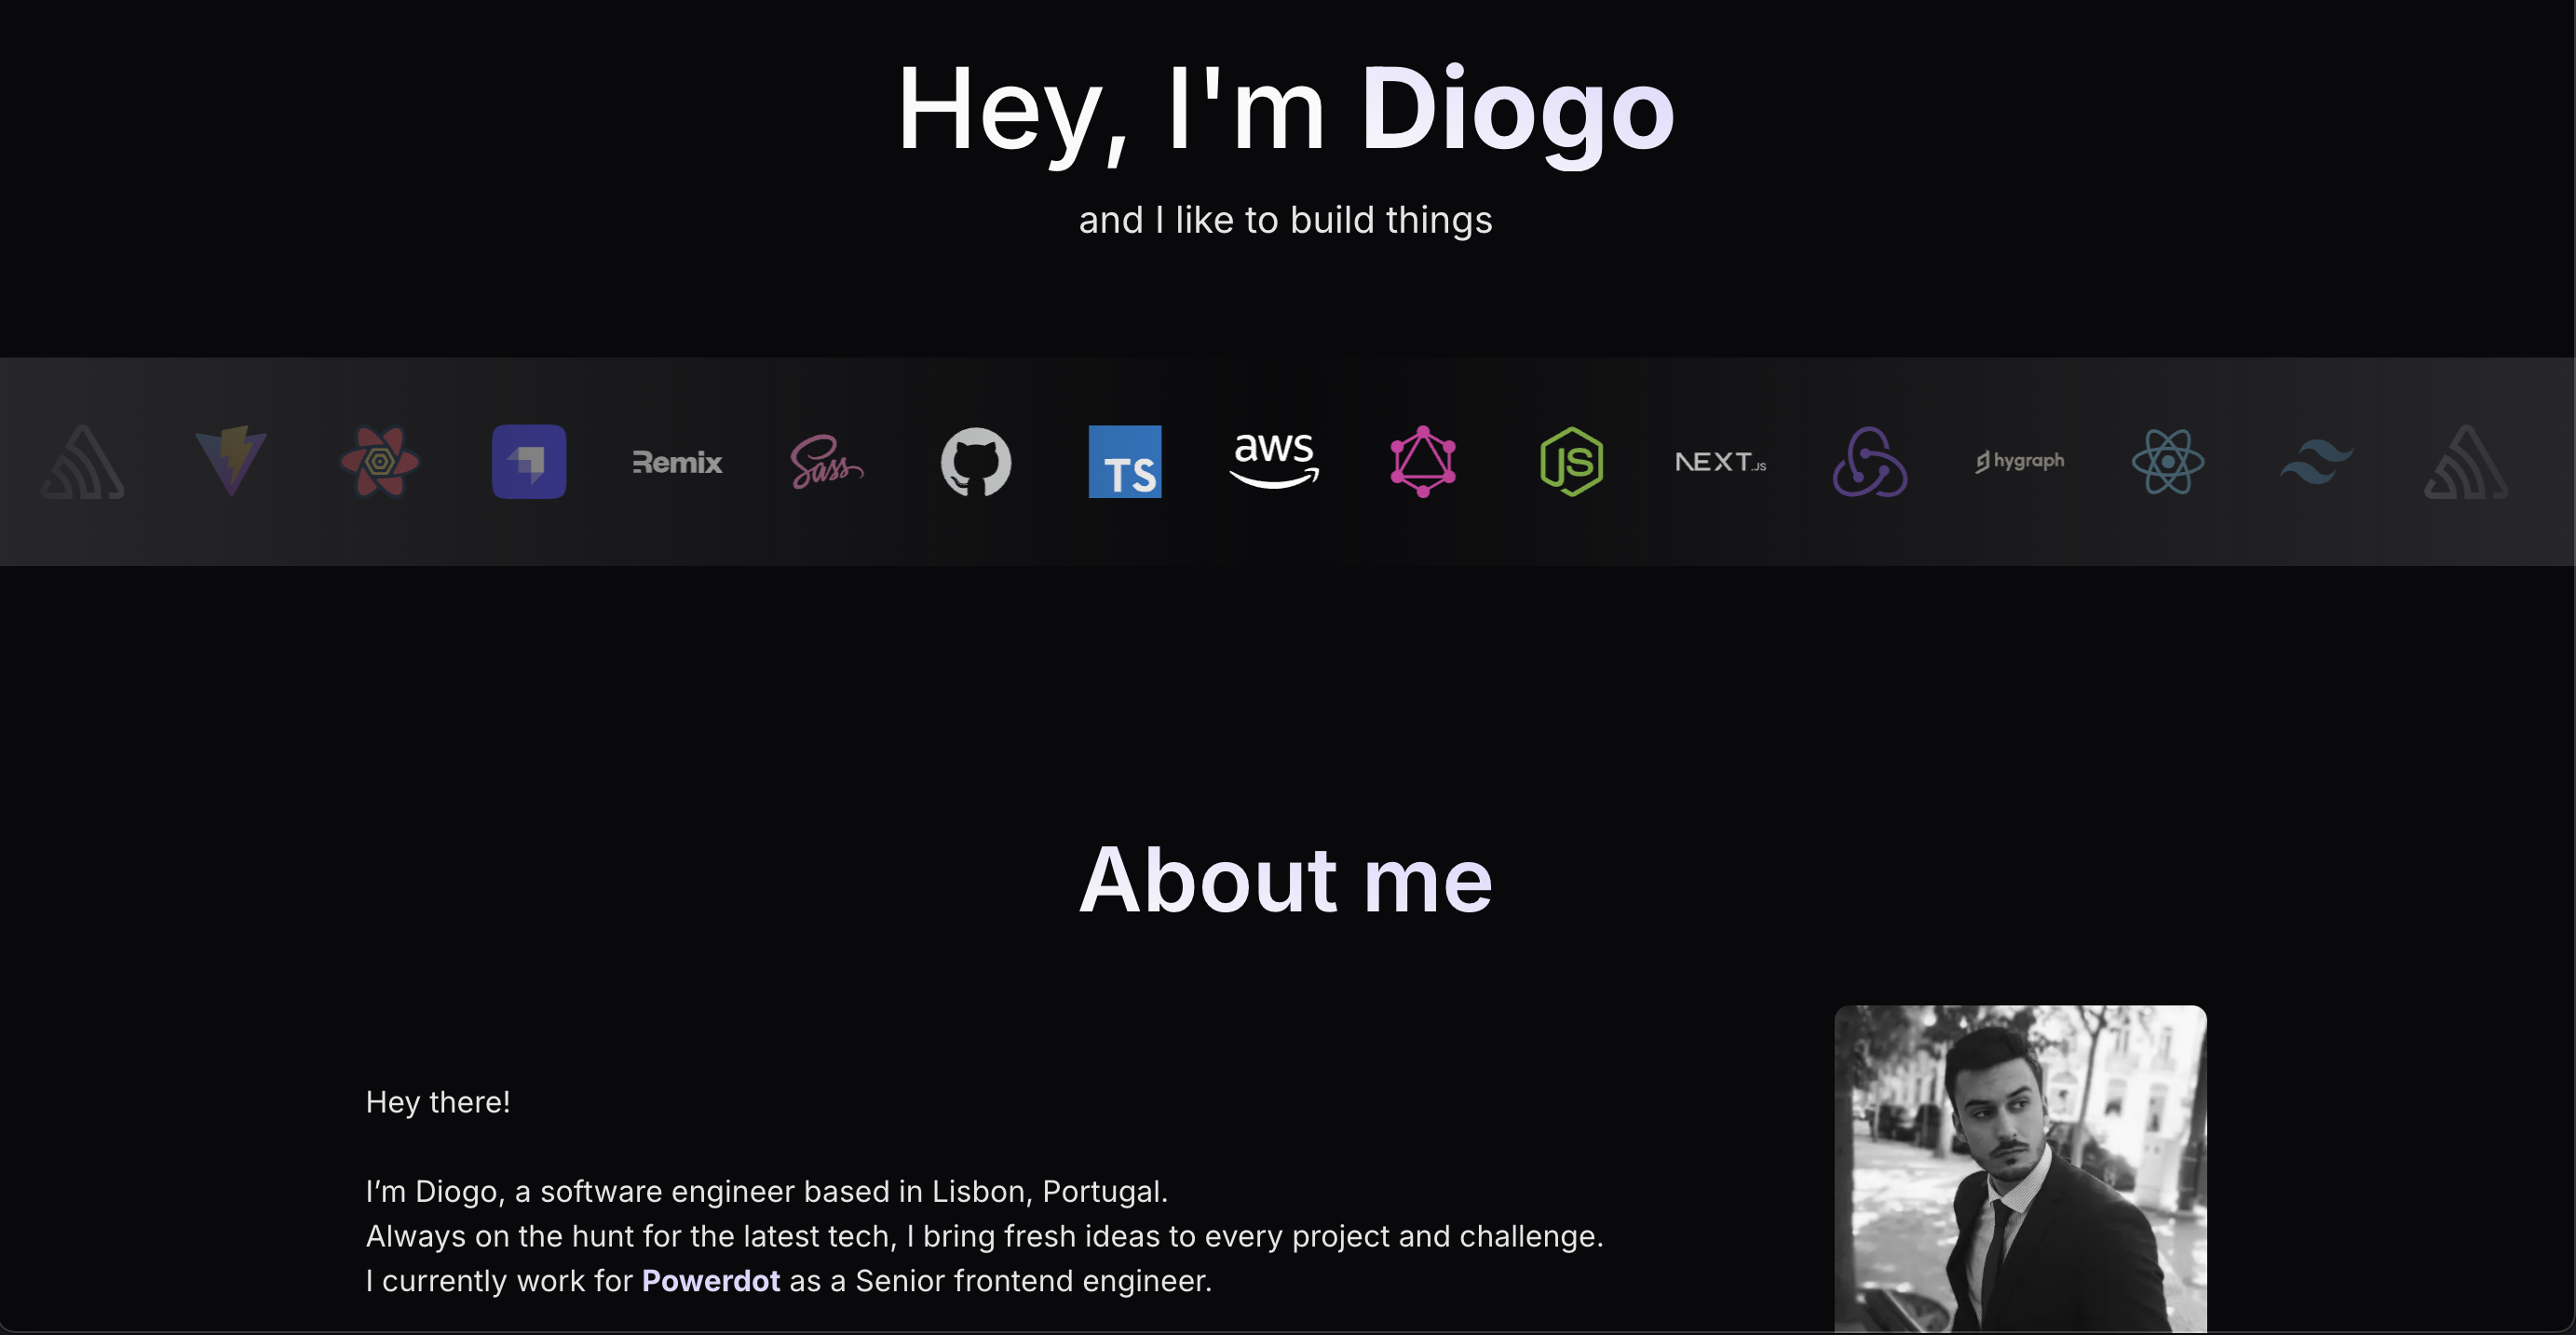 Hey, I'm Diogo
and I like to build things
Remix
Sass
TS
aws
JS
NEXT.JS
hygraph
About me
Hey there!
I’m Diogo, a software engineer based in Lisbon, Portugal.
Always on the hunt for the latest tech, I bring fresh ideas to every project and challenge.
I currently work for Powerdot as a Senior frontend engineer.